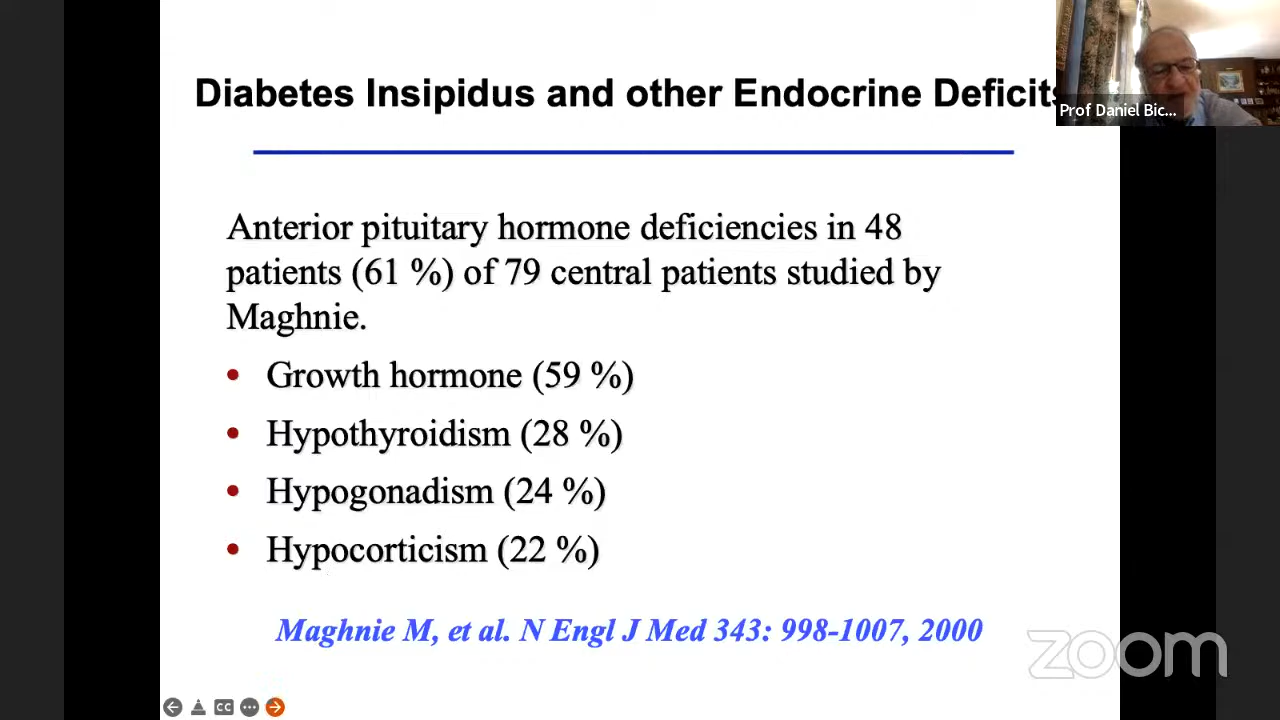 Diabetes Insipidus and other Endocrine Deficits
Prof Daniel Bic...
Anterior pituitary hormone deficiencies in 48
patients (61 %) of 79 central patients studied by
Maghnie.
• Growth hormone (59 %)
• Hypothyroidism (28 %)
• Hypogonadism (24 %)
• Hypocorticism (22 %)
Maghnie M, et al. N Engl J Med 343: 998-1007, 2000
zoom
CC